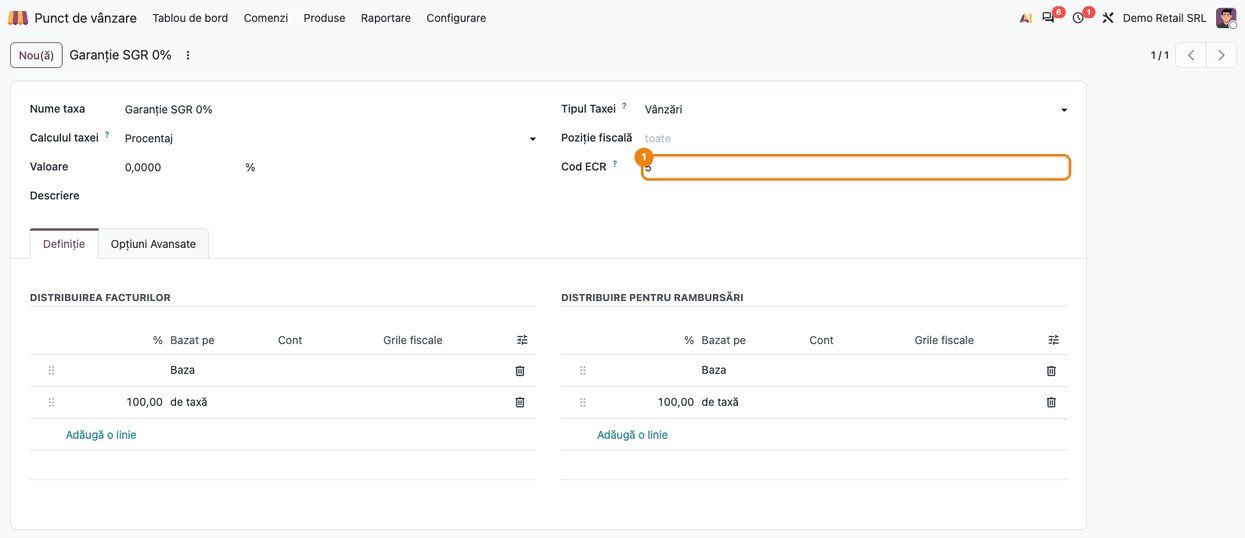 Punct de vânzare Tablou de bord Comenzi Produse Raportare Configurare AI 6 1 Demo Retail SRL
Nou(ă) Garanție SGR 0% 1 / 1
Nume taxa Garanție SGR 0% Tipul Taxei ? Vânzări
Calculul taxei ? Procentaj Poziție fiscală toate
Valoare 0,0000 % Cod ECR ? 1 5
Descriere
Definiție Opțiuni Avansate
DISTRIBUIREA FACTURILOR DISTRIBUIRE PENTRU RAMBURSĂRI
% Bazat pe Cont Grile fiscale % Bazat pe Cont Grile fiscale
Baza Baza
100,00 de taxă 100,00 de taxă
Adăugă o linie Adăugă o linie